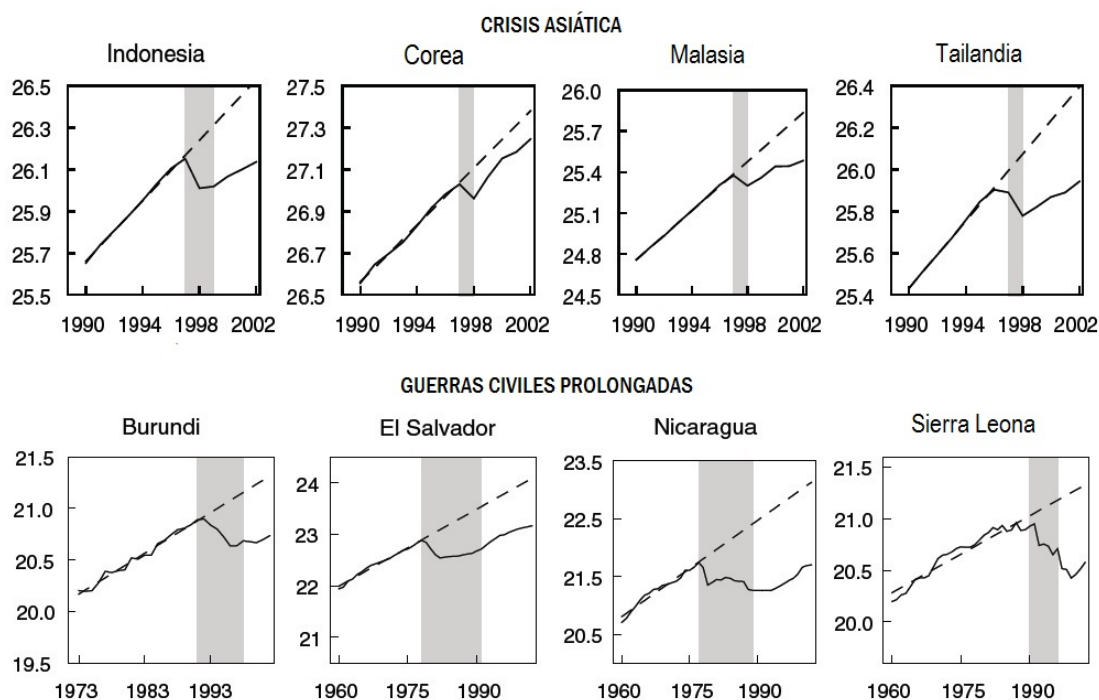 CRISIS ASIÁTICA
Indonesia
26.5
26.3
26.1
25.9
25.7
25.5
1990 1994 1998 2002
Corea
27.5
27.3
27.1
26.9
26.7
26.5
1990 1994 1998 2002
Malasia
26.0
25.7
25.4
25.1
24.8
24.5
1990 1994 1998 2002
Tailandia
26.4
26.2
26.0
25.8
25.6
25.4
1990 1994 1998 2002
GUERRAS CIVILES PROLONGADAS
Burundi
21.5
21.0
20.5
20.0
19.5
1973 1983 1993
El Salvador
24
23
22
21
1960 1975 1990
Nicaragua
23.5
22.5
21.5
20.5
1960 1975 1990
Sierra Leona
21.5
21.0
20.5
20.0
1960 1975 1990